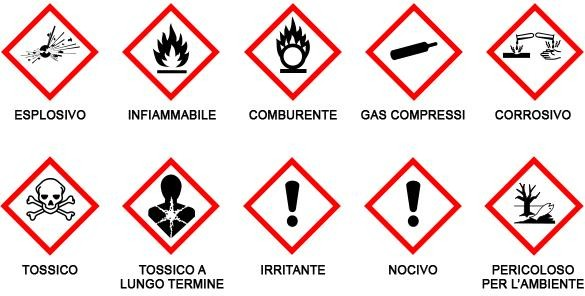 ESPLOSIVO
INFIAMMABILE
COMBURENTE
GAS COMPRESSI
CORROSIVO
TOSSICO
TOSSICO A
LUNGO TERMINE
IRRITANTE
NOCIVO
PERICOLOSO
PER L'AMBIENTE